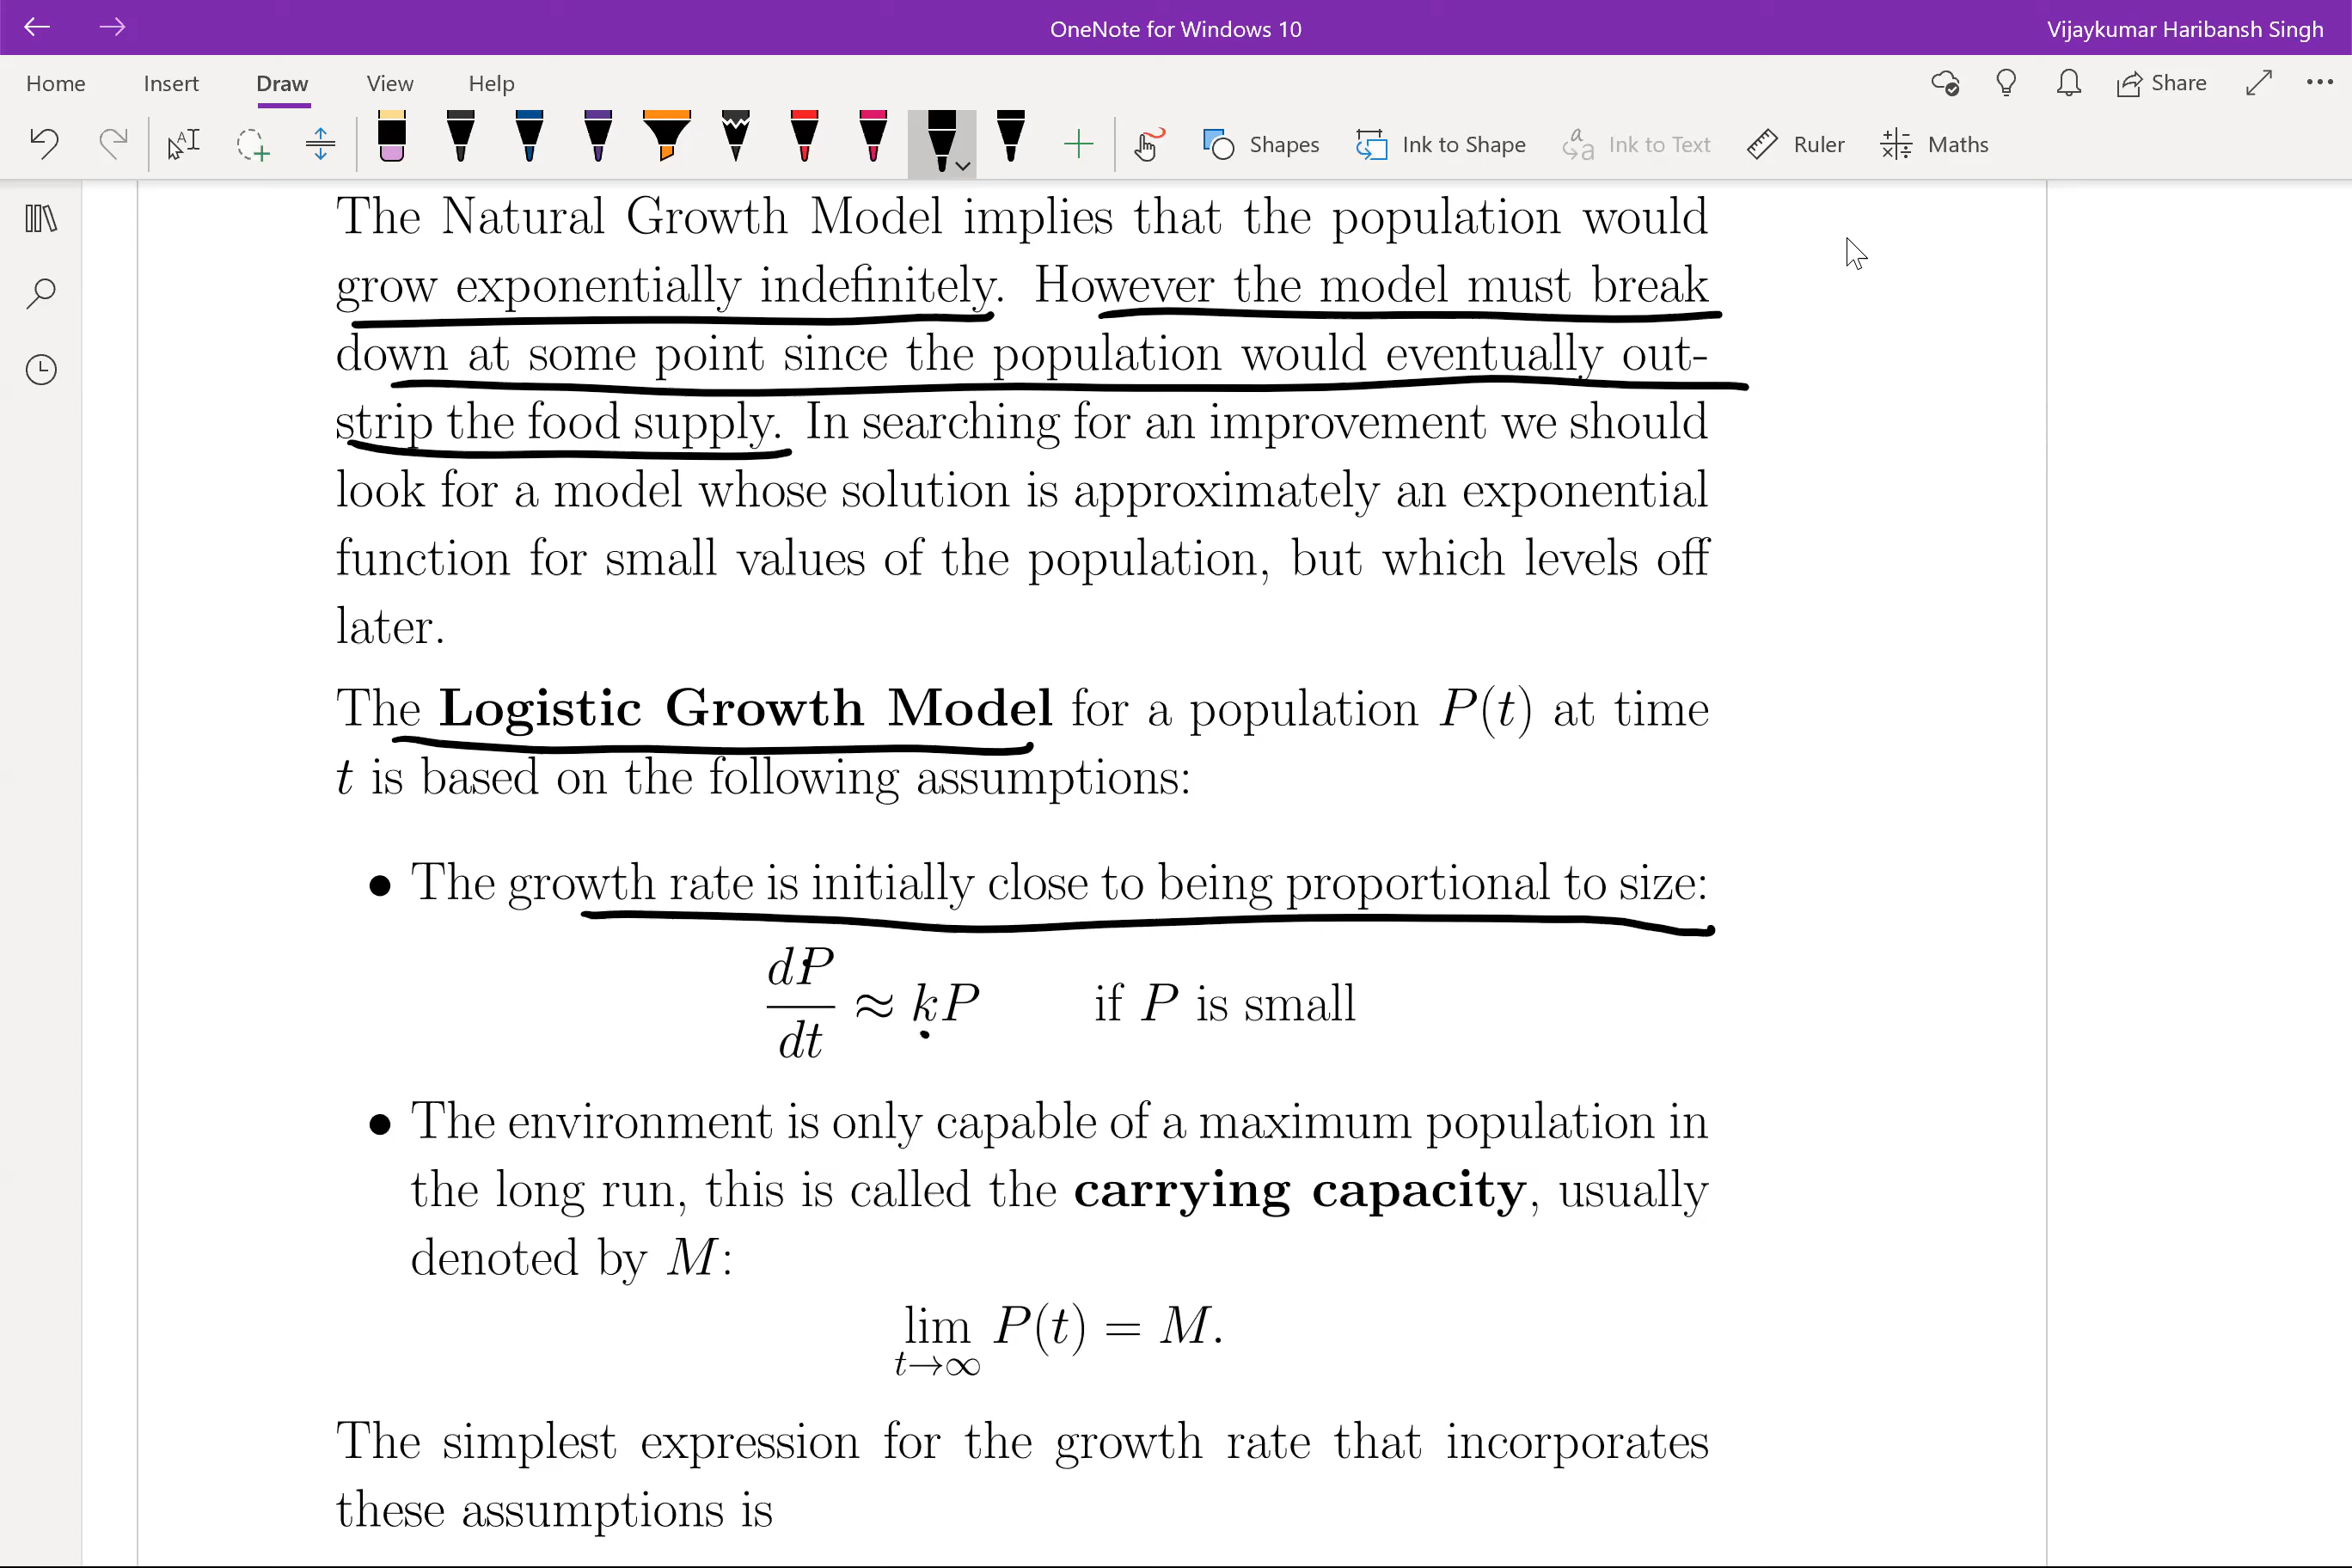 OneNote for Windows 10
Vijaykumar Haribansh Singh
Home Insert Draw View Help
Share
Shapes Ink to Shape Ink to Text Ruler Maths
The Natural Growth Model implies that the population would
grow exponentially indefinitely. However the model must break
down at some point since the population would eventually out-
strip the food supply. In searching for an improvement we should
look for a model whose solution is approximately an exponential
function for small values of the population, but which levels off
later.
The Logistic Growth Model for a population P(t) at time
t is based on the following assumptions:
• The growth rate is initially close to being proportional to size:
dP/dt ≈ kP if P is small
• The environment is only capable of a maximum population in
the long run, this is called the carrying capacity, usually
denoted by M:
lim P(t) = M.
t→∞
The simplest expression for the growth rate that incorporates
these assumptions is